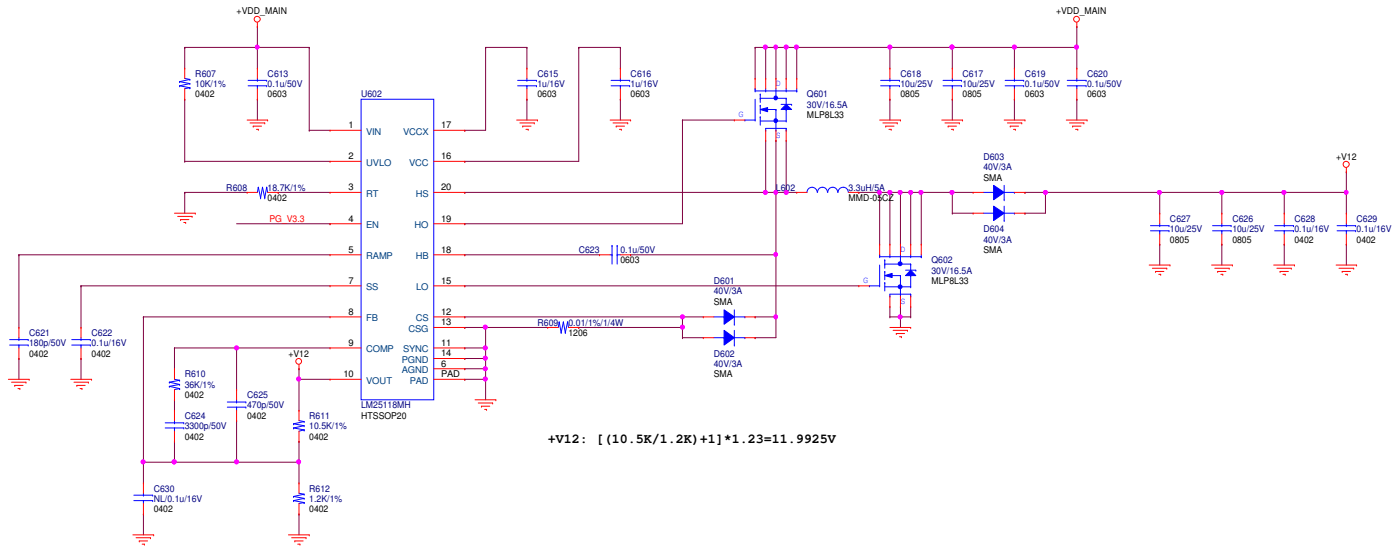 +VDD_MAIN
+VDD_MAIN
R607
10K/1%
0402
C613
0.1u/50V
0603
C615
1u/16V
0603
C616
1u/16V
0603
D
G
S
Q601
30V/16.5A
MLP8L33
C618
10u/25V
0805
C617
10u/25V
0805
C619
0.1u/50V
0603
C620
0.1u/50V
0603
U602
1 VIN VCCX 17
2 UVLO VCC 16
3 RT HS 20
4 EN HO 19
5 RAMP HB 18
7 SS LO 15
8 FB CS 12
CSG 13
9 COMP SYNC 11
PGND 14
AGND 6
10 VOUT PAD PAD
LM25118MH
HTSSOP20
R608 18.7K/1%
0402
PG_V3.3
L602 3.3uH/5A
MMD-05CZ
D603
40V/3A
SMA
D604
40V/3A
SMA
+V12
C623 0.1u/50V
0603
D
G
S
Q602
30V/16.5A
MLP8L33
C627
10u/25V
0805
C626
10u/25V
0805
C628
0.1u/16V
0402
C629
0.1u/16V
0402
D601
40V/3A
SMA
R609 0.01/1%/1/4W
1206
D602
40V/3A
SMA
C621
180p/50V
0402
C622
0.1u/16V
0402
+V12
R610
36K/1%
0402
C625
470p/50V
0402
C624
3300p/50V
0402
R611
10.5K/1%
0402
+V12: [(10.5K/1.2K)+1]*1.23=11.9925V
C630
NL/0.1u/16V
0402
R612
1.2K/1%
0402